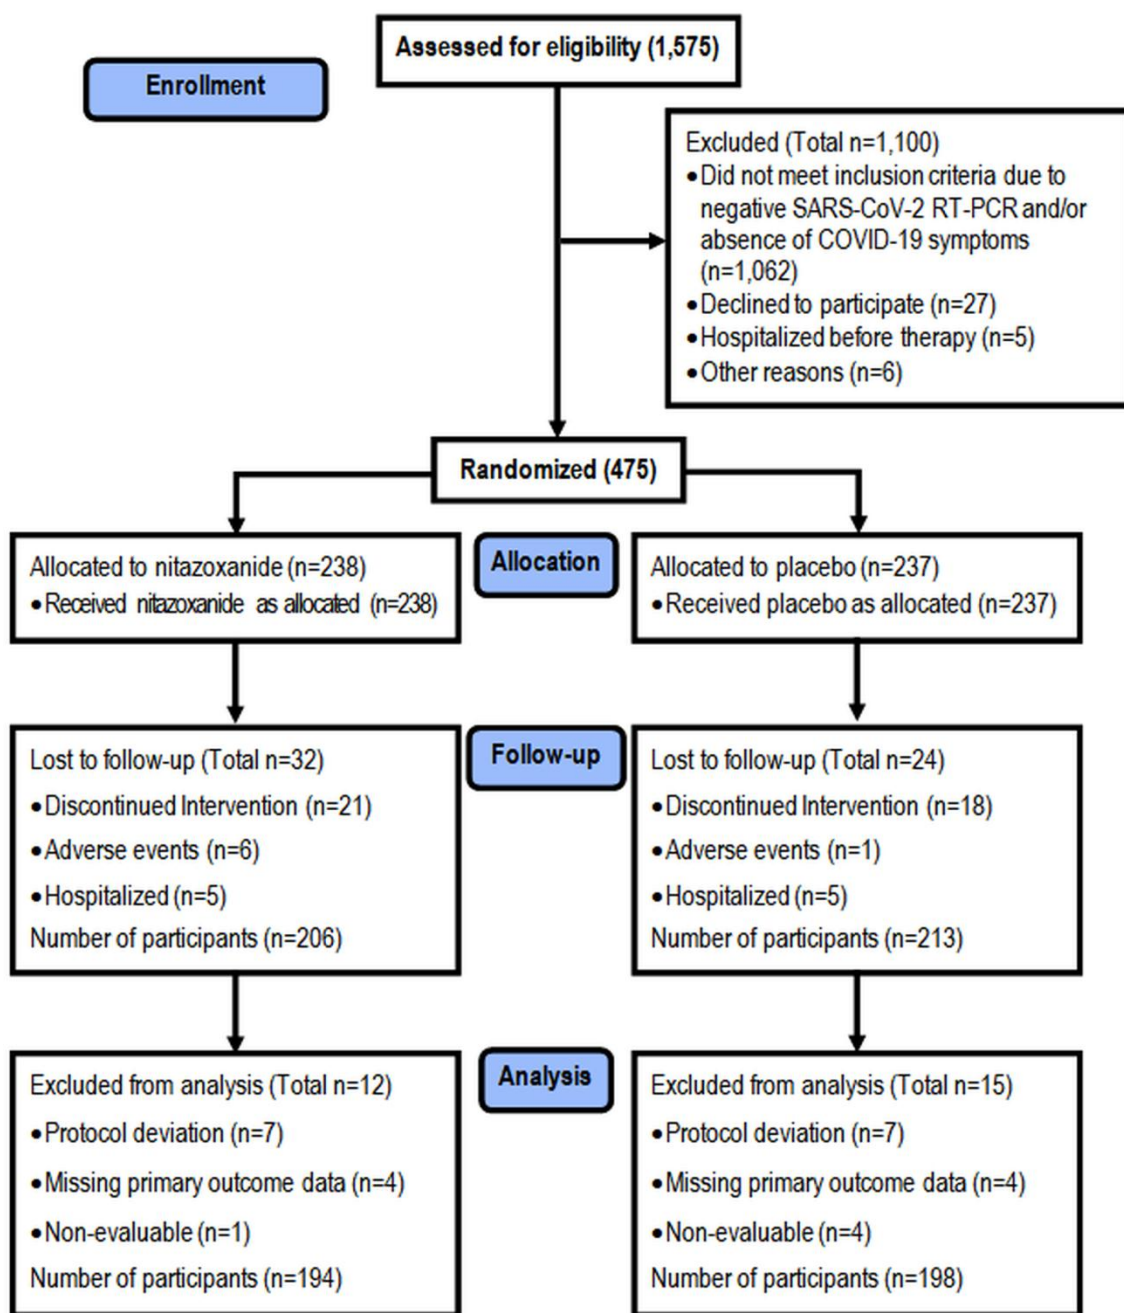 Assessed for eligibility (1,575)
Enrollment
Excluded (Total n=1,100)
•Did not meet inclusion criteria due to
negative SARS-CoV-2 RT-PCR and/or
absence of COVID-19 symptoms
(n=1,062)
•Declined to participate (n=27)
•Hospitalized before therapy (n=5)
•Other reasons (n=6)
Randomized (475)
Allocated to nitazoxanide (n=238)
•Received nitazoxanide as allocated (n=238)
Allocation
Allocated to placebo (n=237)
•Received placebo as allocated (n=237)
Lost to follow-up (Total n=32)
•Discontinued Intervention (n=21)
•Adverse events (n=6)
•Hospitalized (n=5)
Number of participants (n=206)
Follow-up
Lost to follow-up (Total n=24)
•Discontinued Intervention (n=18)
•Adverse events (n=1)
•Hospitalized (n=5)
Number of participants (n=213)
Excluded from analysis (Total n=12)
•Protocol deviation (n=7)
•Missing primary outcome data (n=4)
•Non-evaluable (n=1)
Number of participants (n=194)
Analysis
Excluded from analysis (Total n=15)
•Protocol deviation (n=7)
•Missing primary outcome data (n=4)
•Non-evaluable (n=4)
Number of participants (n=198)